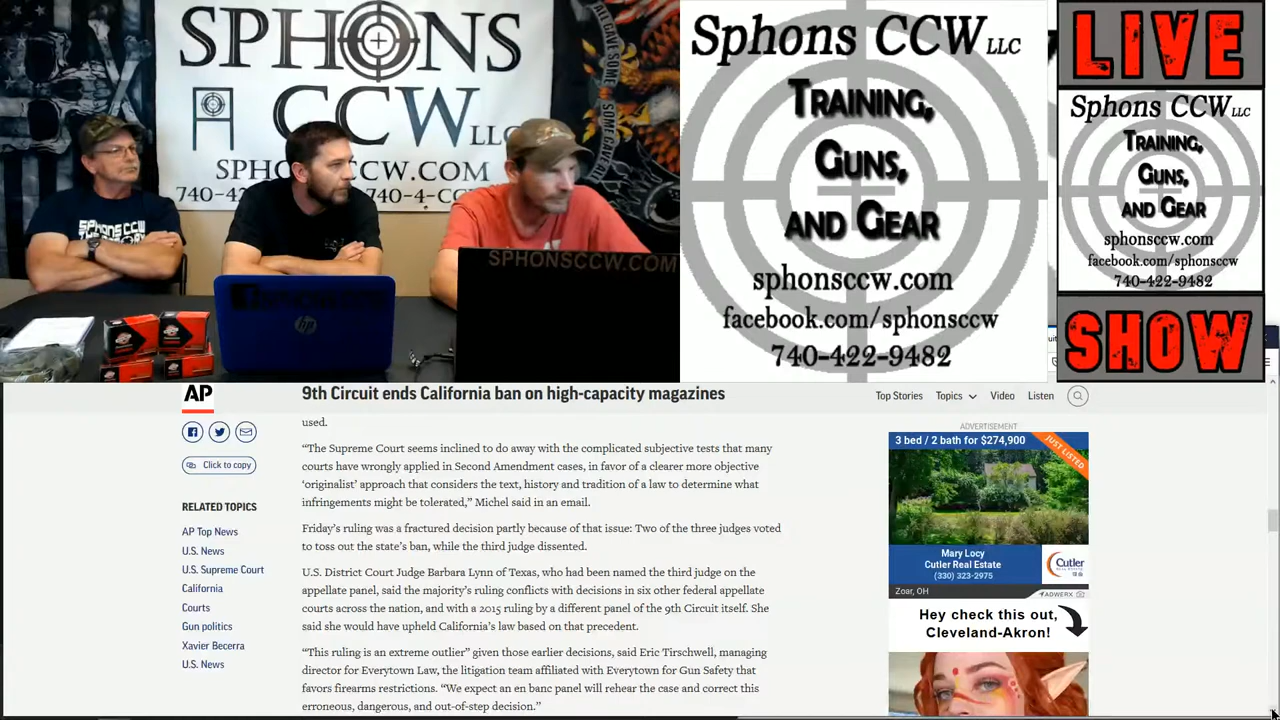 SPHONS
CCW LLC
SPHONSCCW.COM
740-4
SPHONS CCW
hp
SPHONSCCW.COM
ALL GAVE SOME
SOME GAVE ALL
Sphons CCW LLC
TRAINING,
GUNS,
AND GEAR
sphonsccw.com
facebook.com/sphonsccw
740-422-9482
LIVE
Sphons CCW LLC
TRAINING,
GUNS,
AND GEAR
sphonsccw.com
facebook.com/sphonsccw
740-422-9482
SHOW
AP
9th Circuit ends California ban on high-capacity magazines
Top Stories Topics Video Listen
Click to copy
RELATED TOPICS
AP Top News
U.S. News
U.S. Supreme Court
California
Courts
Gun politics
Xavier Becerra
U.S. News
used.
“The Supreme Court seems inclined to do away with the complicated subjective tests that many
courts have wrongly applied in Second Amendment cases, in favor of a clearer more objective
‘originalist’ approach that considers the text, history and tradition of a law to determine what
infringements might be tolerated,” Michel said in an email.
Friday’s ruling was a fractured decision partly because of that issue: Two of the three judges voted
to toss out the state’s ban, while the third judge dissented.
U.S. District Court Judge Barbara Lynn of Texas, who had been named the third judge on the
appellate panel, said the majority’s ruling conflicts with decisions in six other federal appellate
courts across the nation, and with a 2015 ruling by a different panel of the 9th Circuit itself. She
said she would have upheld California’s law based on that precedent.
“This ruling is an extreme outlier” given those earlier decisions, said Eric Tirschwell, managing
director for Everytown Law, the litigation team affiliated with Everytown for Gun Safety that
favors firearms restrictions. “We expect an en banc panel will rehear the case and correct this
erroneous, dangerous, and out-of-step decision.”
ADVERTISEMENT
3 bed / 2 bath for $274,900
JUST LISTED
Mary Locy
Cutler Real Estate
(330) 323-2975
Cutler
Zoar, OH
ADWERX
Hey check this out,
Cleveland-Akron!